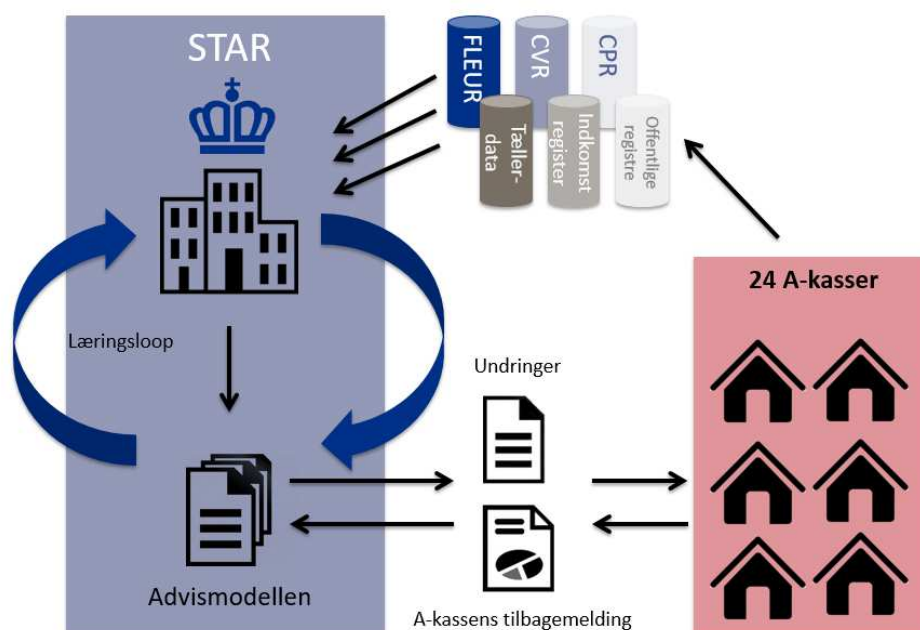 STAR
FLEUR
CVR
CPR
Tæller-
data
Indkomst
register
Offentlige
registre
24 A-kasser
Læringsloop
Undringer
Advismodellen
A-kassens tilbagemelding